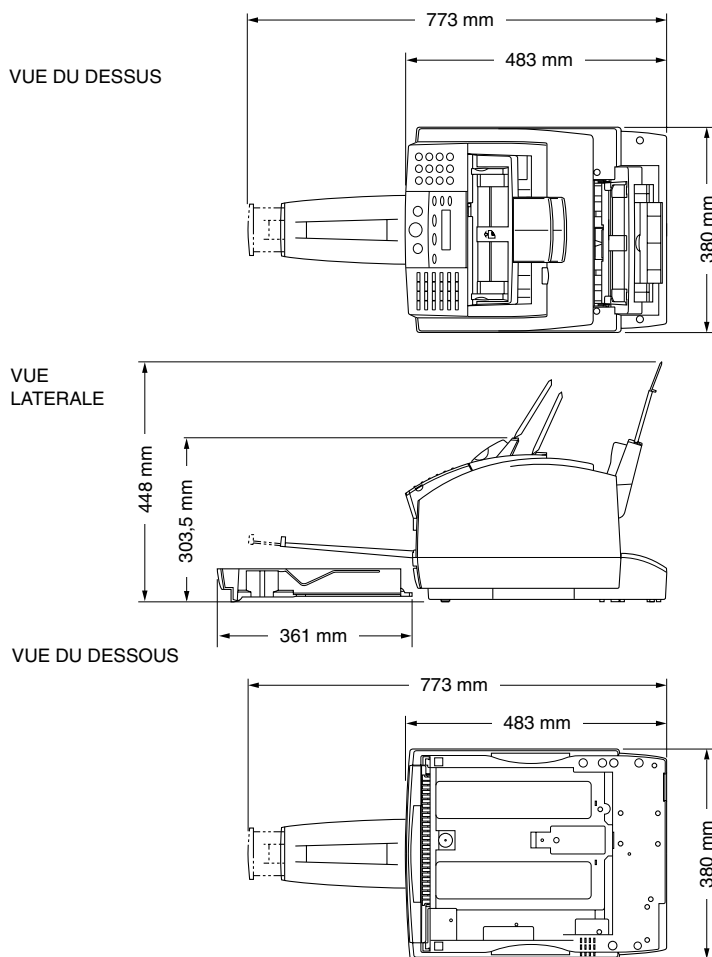 773 mm
483 mm
VUE DU DESSUS
380 mm
VUE
LATERALE
448 mm
303,5 mm
361 mm
VUE DU DESSOUS
773 mm
483 mm
380 mm